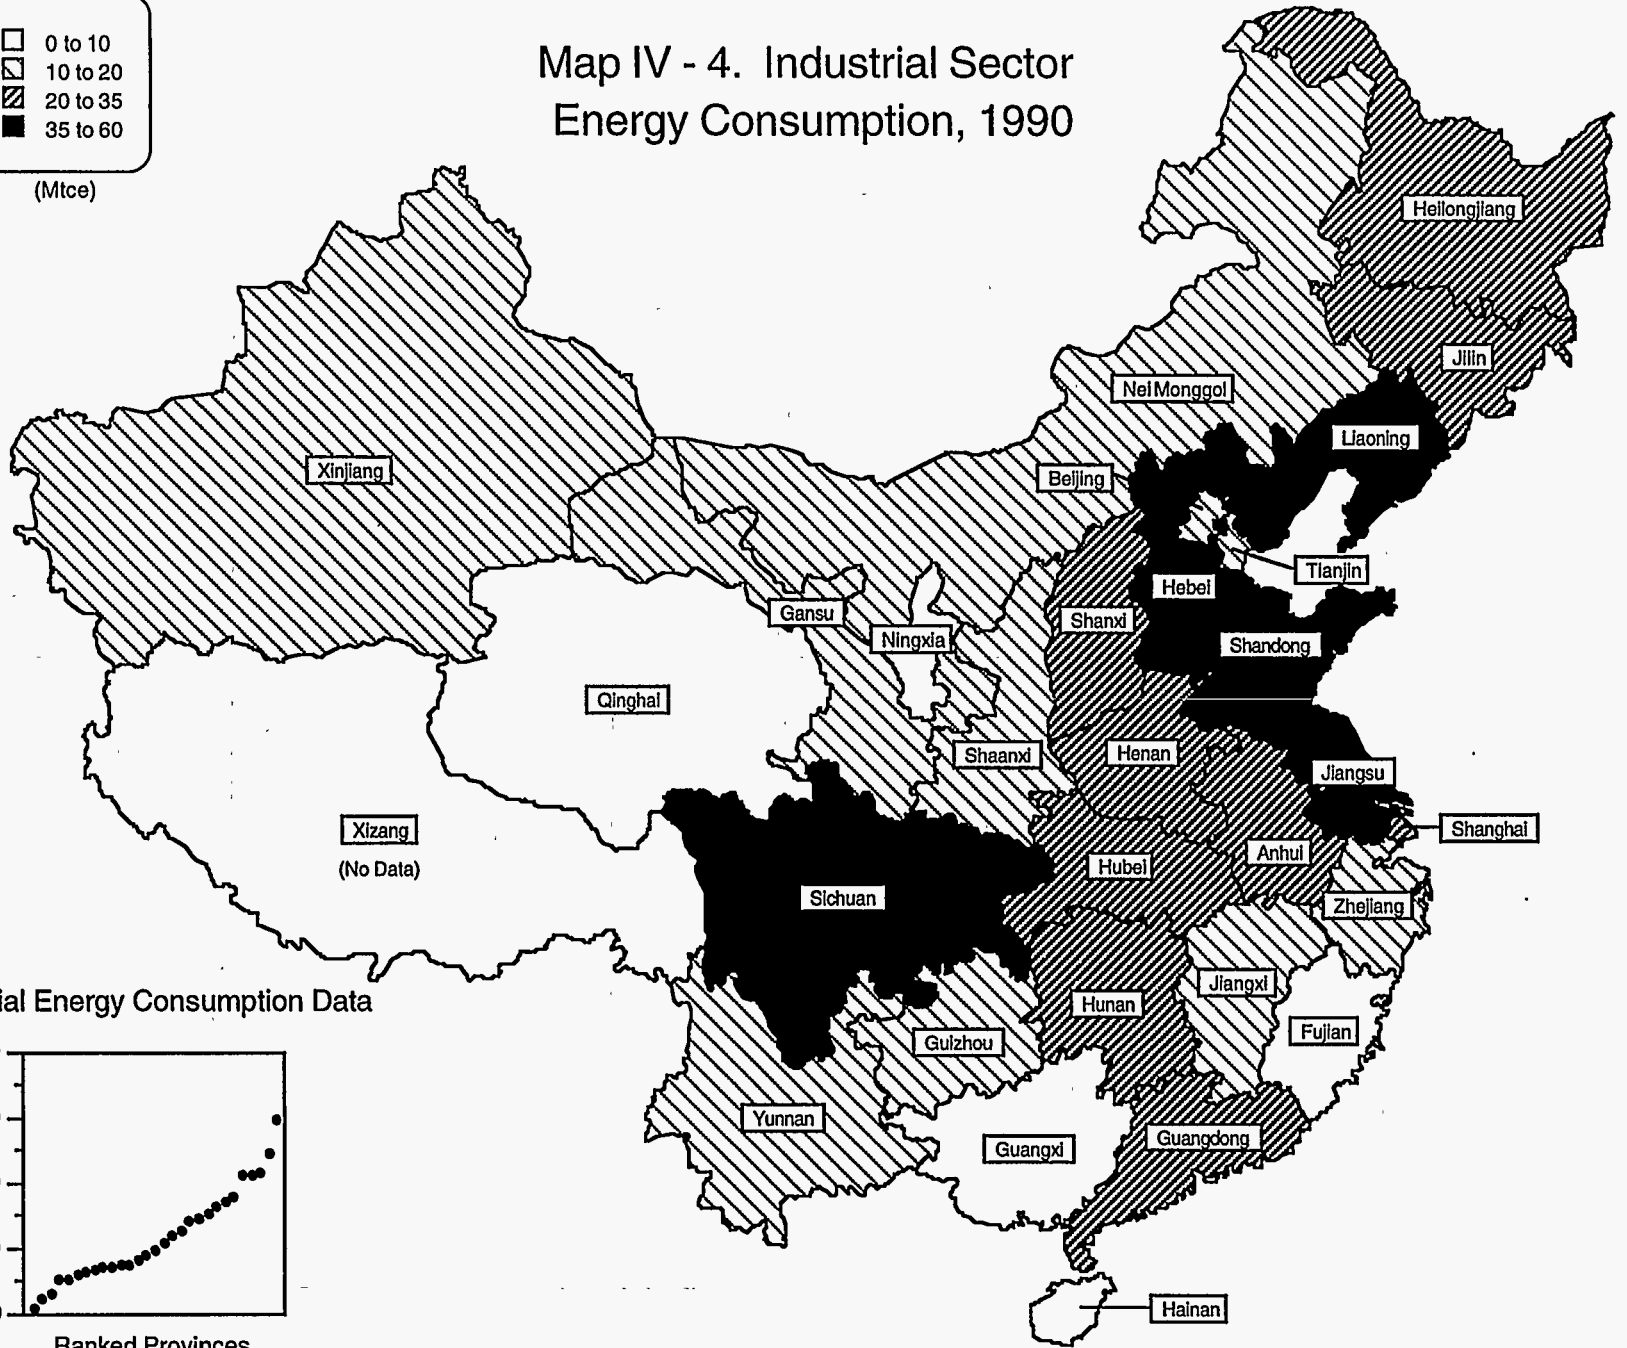 0 to 10
10 to 20
20 to 35
35 to 60
(Mtce)
Map IV - 4. Industrial Sector
Energy Consumption, 1990
Heilongjiang
Jilin
Nei Monggol
Liaoning
Xinjiang
Beijing
Tianjin
Hebei
Gansu
Shanxi
Ningxia
Shandong
Qinghai
Shaanxi
Henan
Jiangsu
Xizang
(No Data)
Shanghai
Anhui
Hubei
Sichuan
Zhejiang
Jiangxi
Hunan
Fujian
Guizhou
Yunnan
Guangdong
Guangxi
Hainan
ial Energy Consumption Data
Ranked Provinces